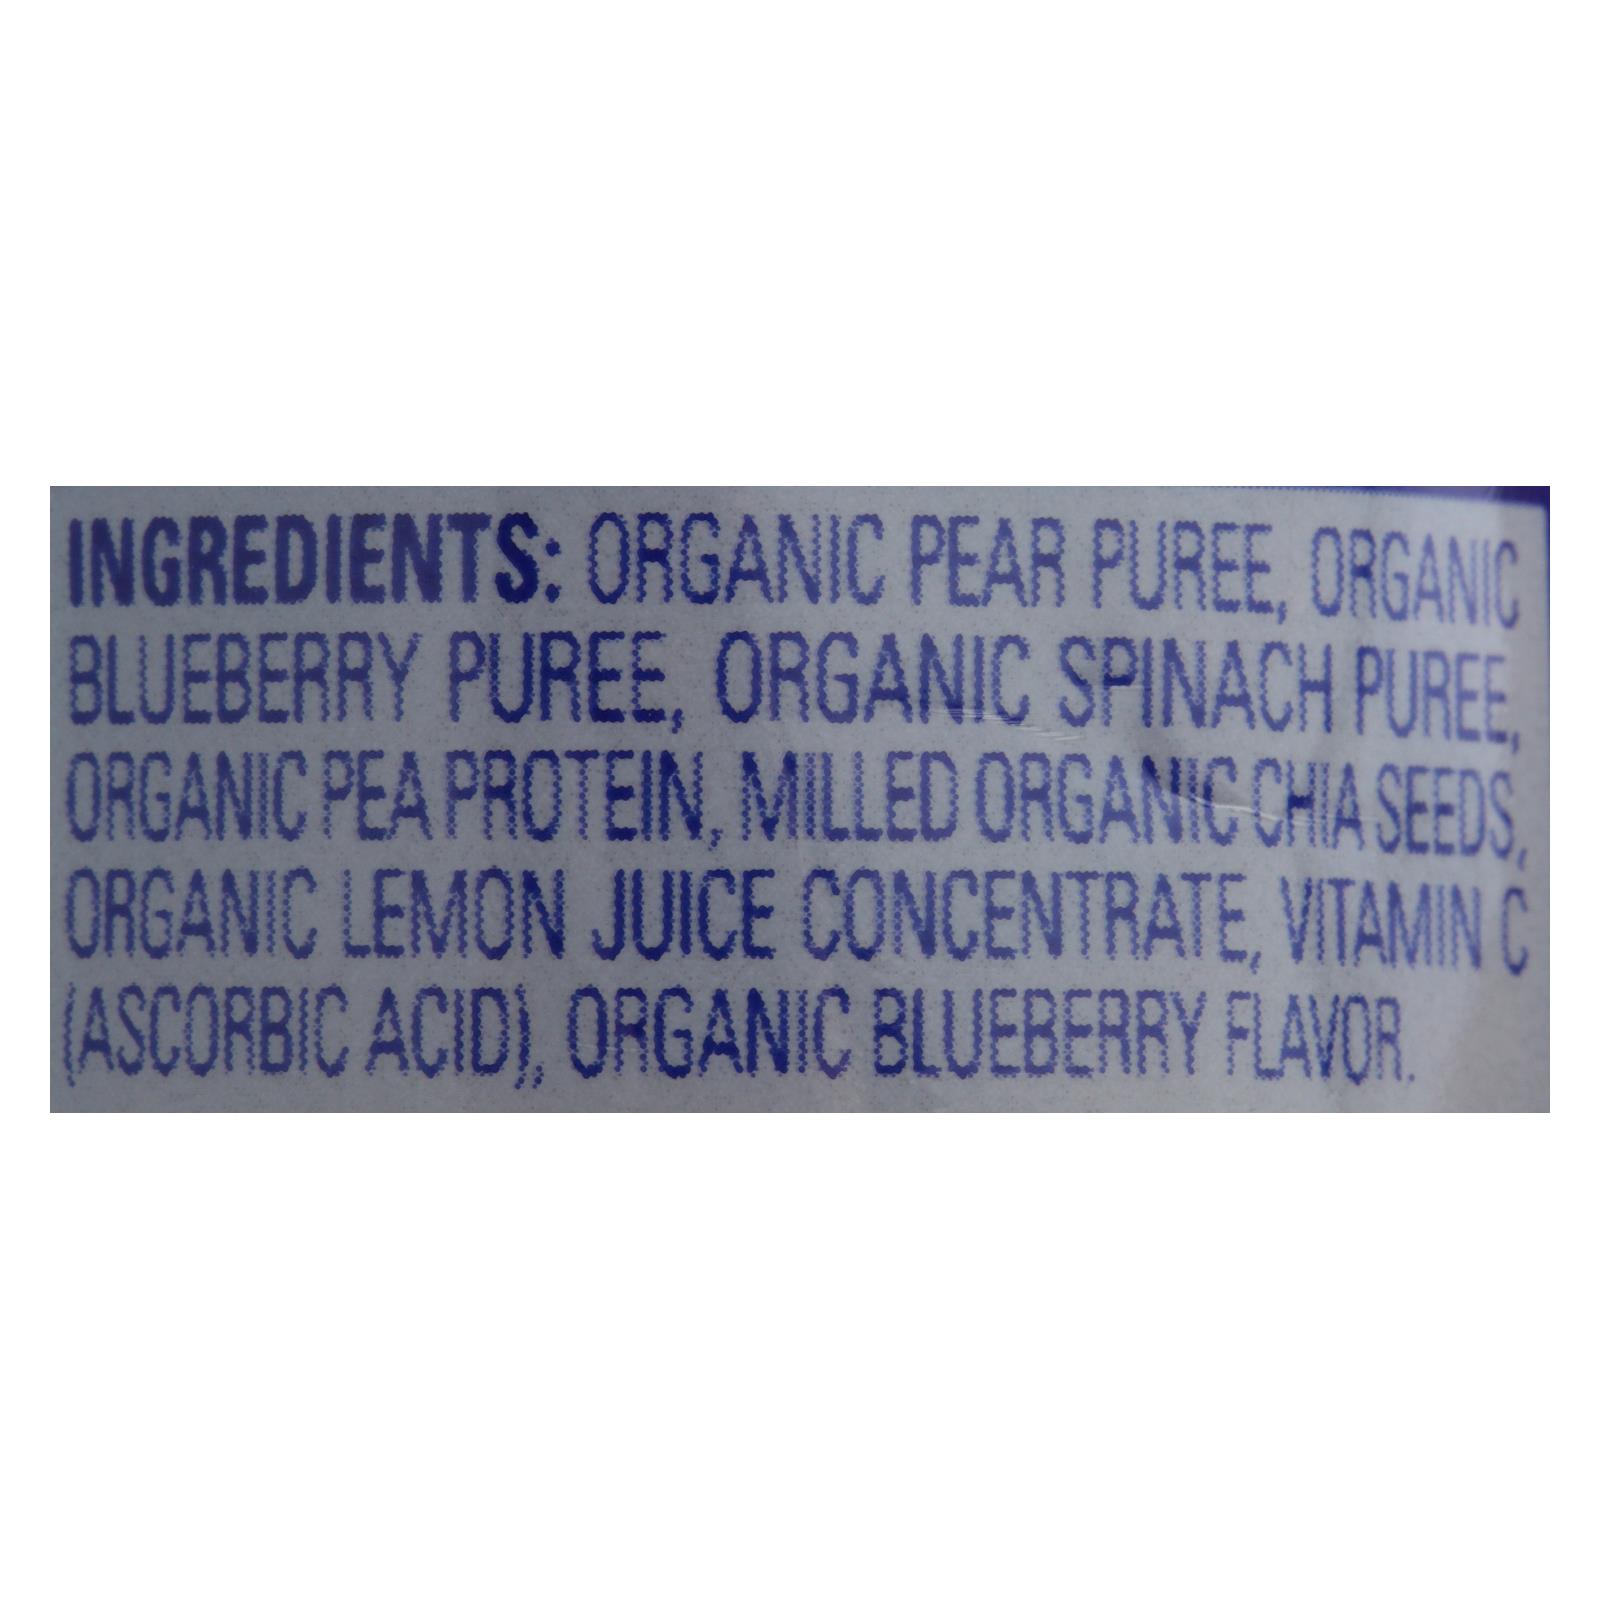 INGREDIENTS: ORGANIC PEAR PUREE, ORGANIC
BLUEBERRY PUREE, ORGANIC SPINACH PUREE,
ORGANIC PEA PROTEIN, MILLED ORGANIC CHIA SEEDS,
ORGANIC LEMON JUICE CONCENTRATE, VITAMIN C
(ASCORBIC ACID), ORGANIC BLUEBERRY FLAVOR.